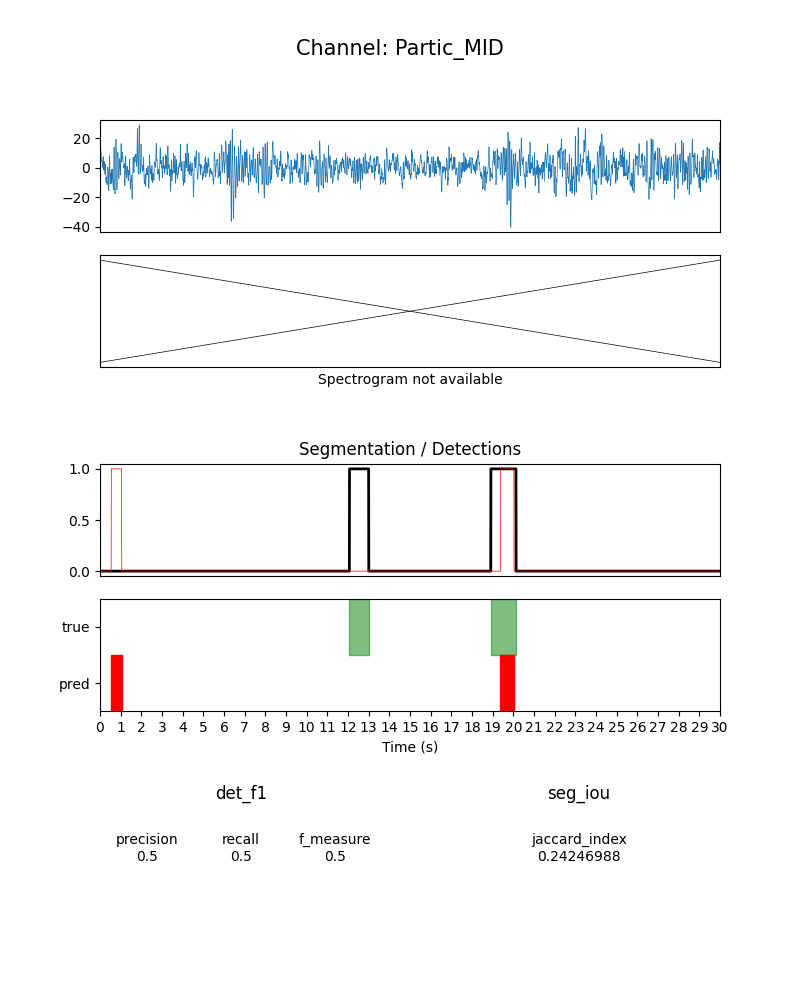 Channel: Partic_MID
20
0
−20
−40
Spectrogram not available
Segmentation / Detections
1.0
0.5
0.0
true
pred
0 1 2 3 4 5 6 7 8 9 10 11 12 13 14 15 16 17 18 19 20 21 22 23 24 25 26 27 28 29 30
Time (s)
det_f1 seg_iou
precision recall f_measure jaccard_index
0.5 0.5 0.5 0.24246988